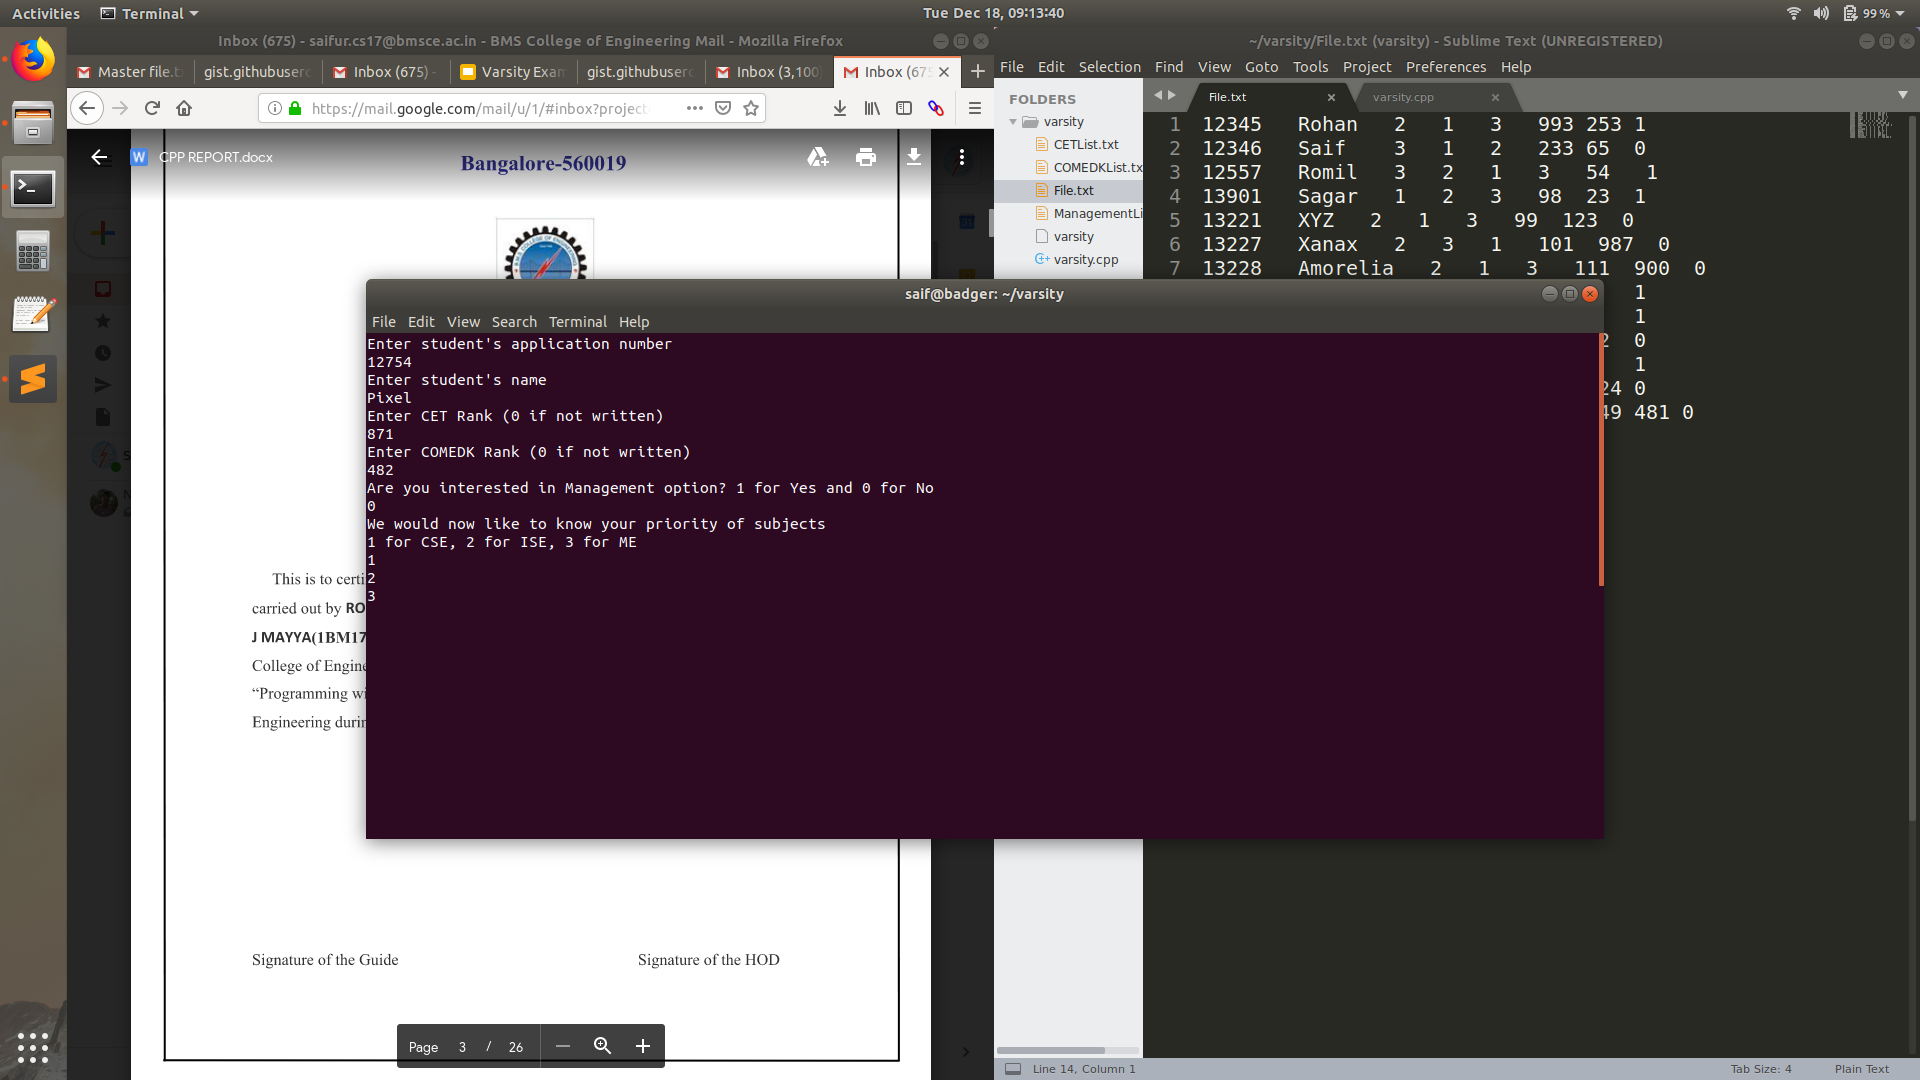 Activities
Terminal
Tue Dec 18, 09:13:40
99 %
Inbox (675) - saifur.cs17@bmsce.ac.in - BMS College of Engineering Mail - Mozilla Firefox
Master file.t
gist.githubuserc
Inbox (675) -
Varsity Exam
gist.githubuserc
Inbox (3,100)
Inbox (675
https://mail.google.com/mail/u/1/#inbox?project
CPP REPORT.docx
Bangalore-560019
This is to certi
carried out by RO
J MAYYA(1BM17
College of Engine
“Programming wi
Engineering durin
Signature of the Guide
Signature of the HOD
Page 3 / 26
~/varsity/File.txt (varsity) - Sublime Text (UNREGISTERED)
File Edit Selection Find View Goto Tools Project Preferences Help
FOLDERS
varsity
CETList.txt
COMEDKList.tx
File.txt
ManagementLi
varsity
varsity.cpp
File.txt
varsity.cpp
1 12345 Rohan 2 1 3 993 253 1
2 12346 Saif 3 1 2 233 65 0
3 12557 Romil 3 2 1 3 54 1
4 13901 Sagar 1 2 3 98 23 1
5 13221 XYZ 2 1 3 99 123 0
6 13227 Xanax 2 3 1 101 987 0
7 13228 Amorelia 2 1 3 111 900 0
1
1
2 0
1
24 0
49 481 0
saif@badger: ~/varsity
File Edit View Search Terminal Help
Enter student's application number
12754
Enter student's name
Pixel
Enter CET Rank (0 if not written)
871
Enter COMEDK Rank (0 if not written)
482
Are you interested in Management option? 1 for Yes and 0 for No
0
We would now like to know your priority of subjects
1 for CSE, 2 for ISE, 3 for ME
1
2
3
Line 14, Column 1
Tab Size: 4
Plain Text